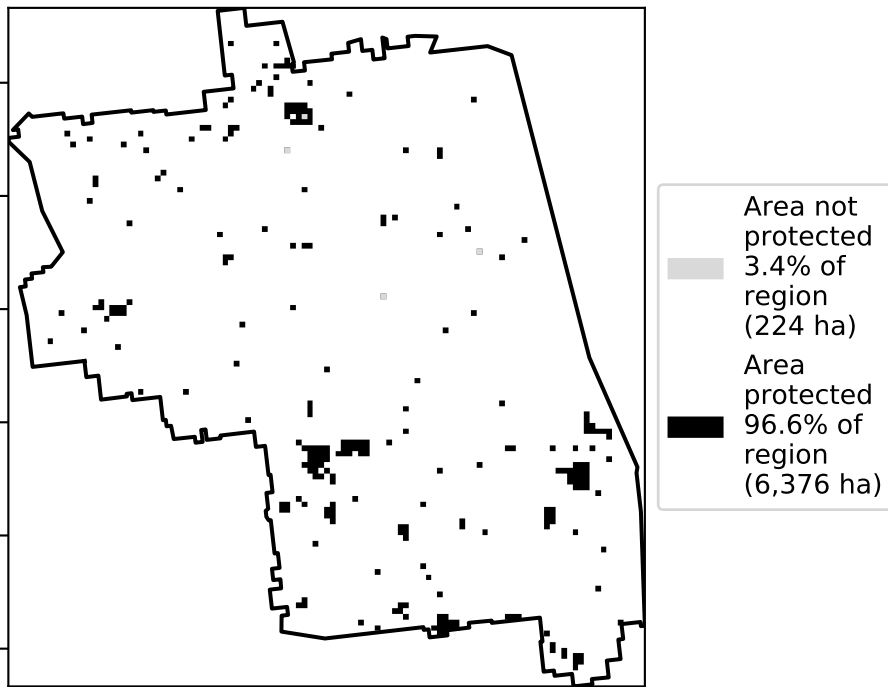 Area not
protected
3.4% of
region
(224 ha)
Area
protected
96.6% of
region
(6,376 ha)